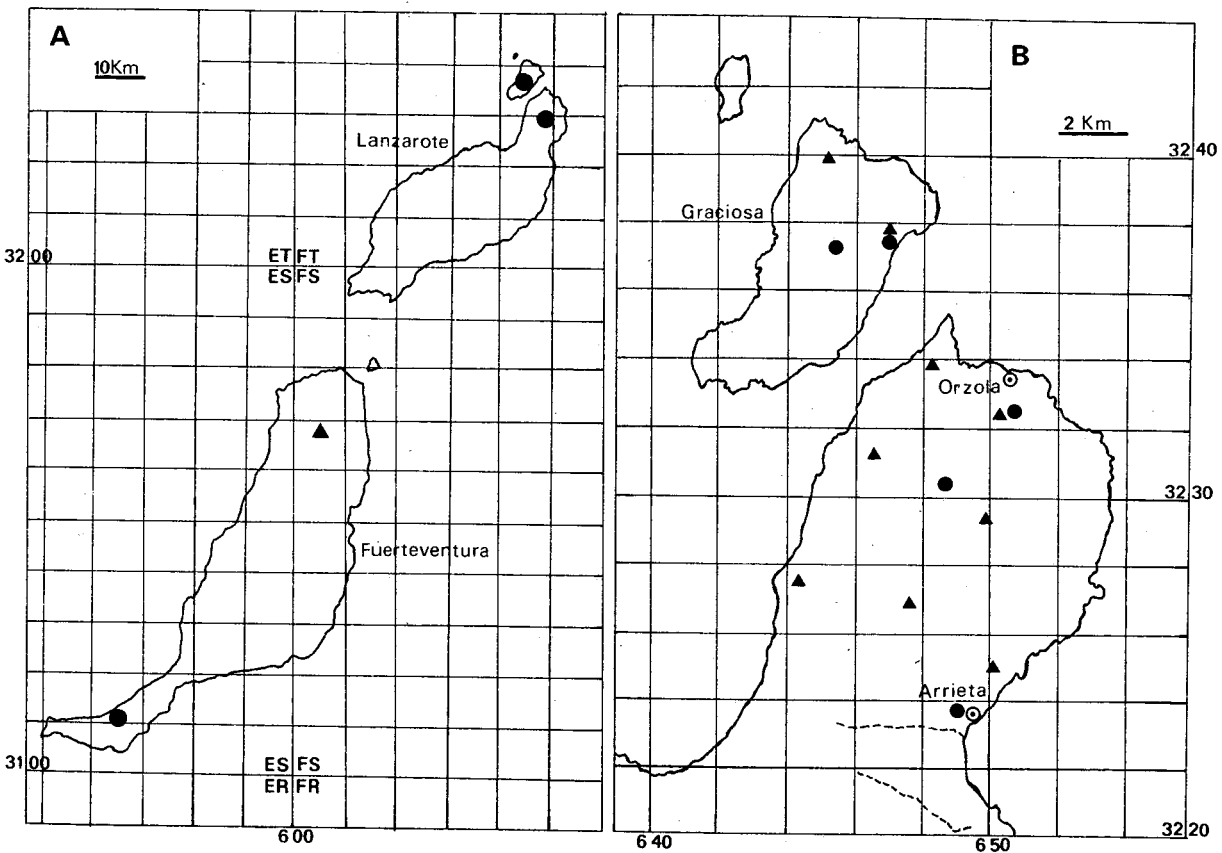 A
10Km
Lanzarote
32 00
ET FT
ES FS
Fuerteventura
31 00
ES FS
ER FR
6 00
B
2 Km
32 40
Graciosa
Orzola
32 30
Arrieta
32 20
6 40
6 50